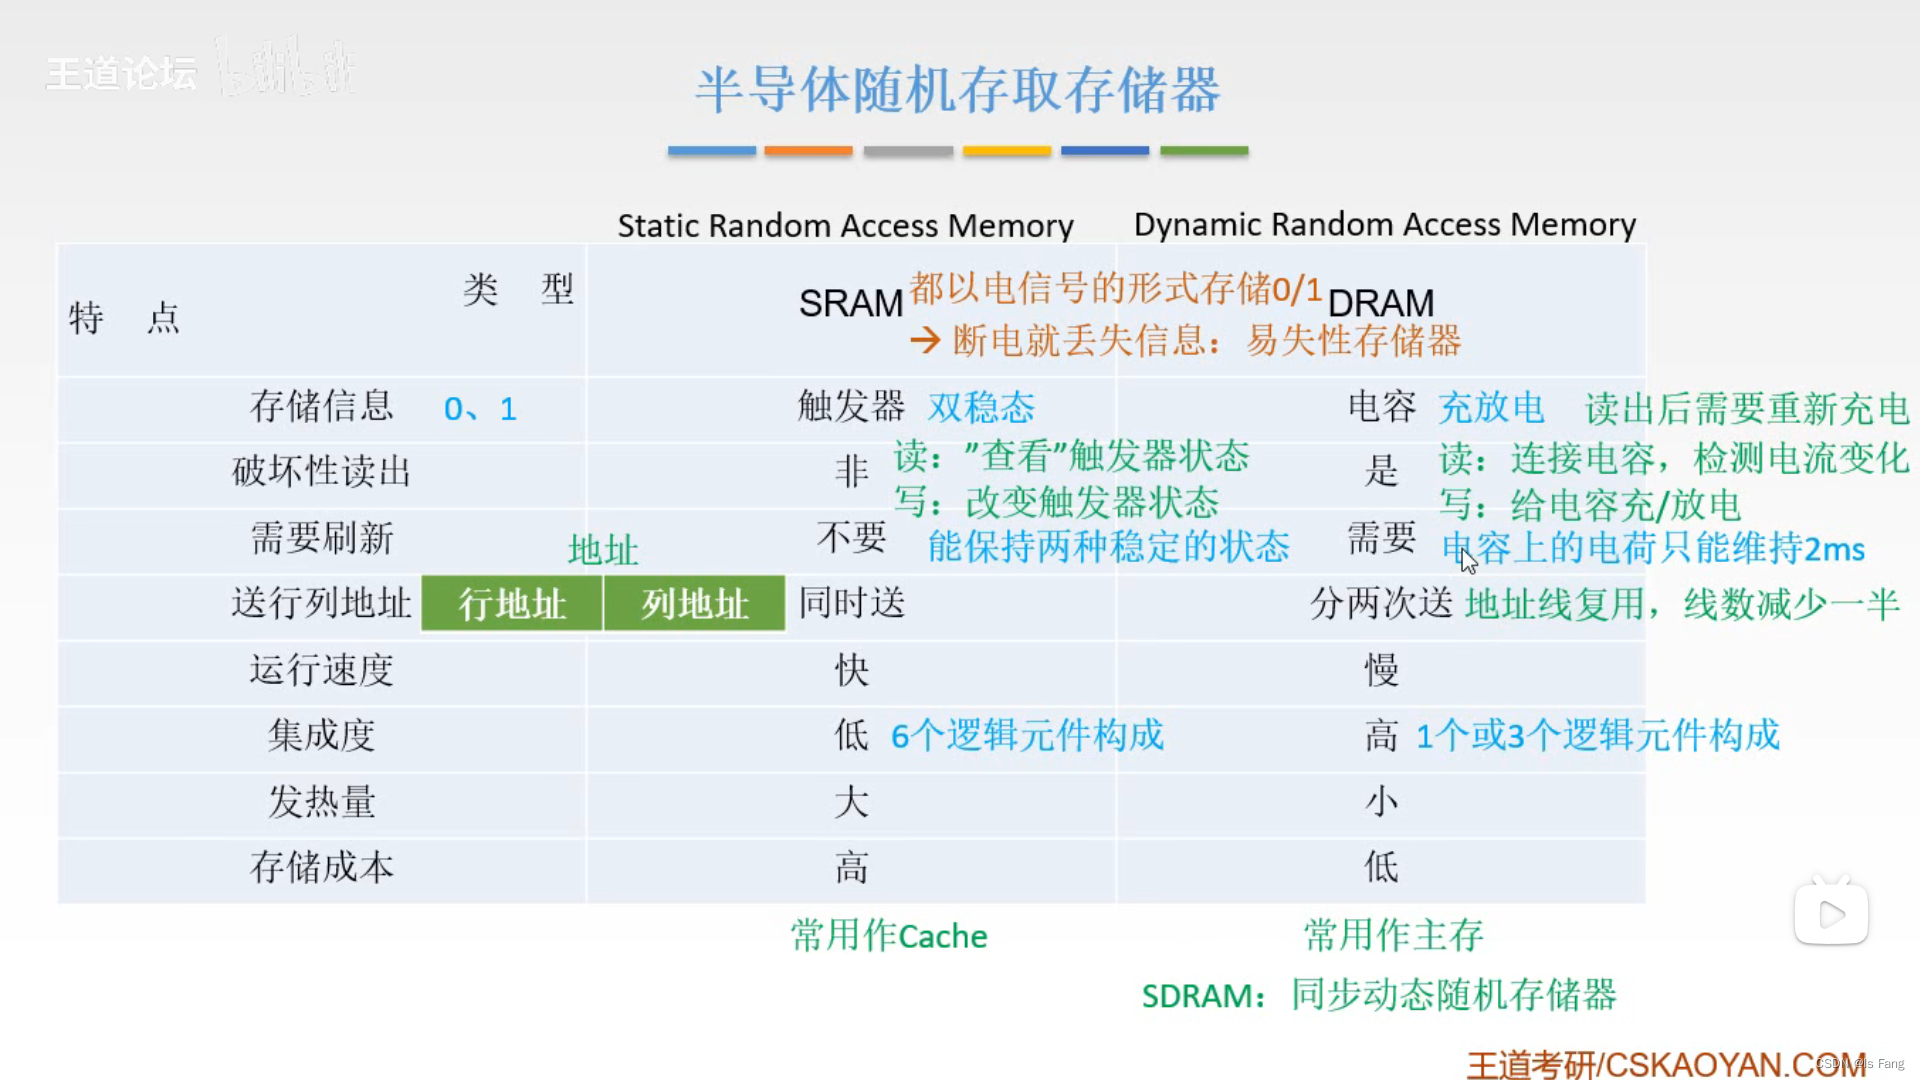 王道论坛 bilibili
半导体随机存取存储器
Static Random Access Memory Dynamic Random Access Memory
类 型
特 点
SRAM 都以电信号的形式存储0/1 DRAM
→ 断电就丢失信息：易失性存储器
存储信息 0、1 触发器 双稳态 电容 充放电 读出后需要重新充电
破坏性读出 非 读："查看"触发器状态 是 读：连接电容，检测电流变化
写：改变触发器状态 写：给电容充/放电
需要刷新 不要 能保持两种稳定的状态 需要 电容上的电荷只能维持2ms
地址
送行列地址 行地址 列地址 同时送 分两次送 地址线复用，线数减少一半
运行速度 快 慢
集成度 低 6个逻辑元件构成 高 1个或3个逻辑元件构成
发热量 大 小
存储成本 高 低
常用作Cache 常用作主存
SDRAM：同步动态随机存储器
王道考研/CSKAOYAN.COM
CSDN @ls Fang